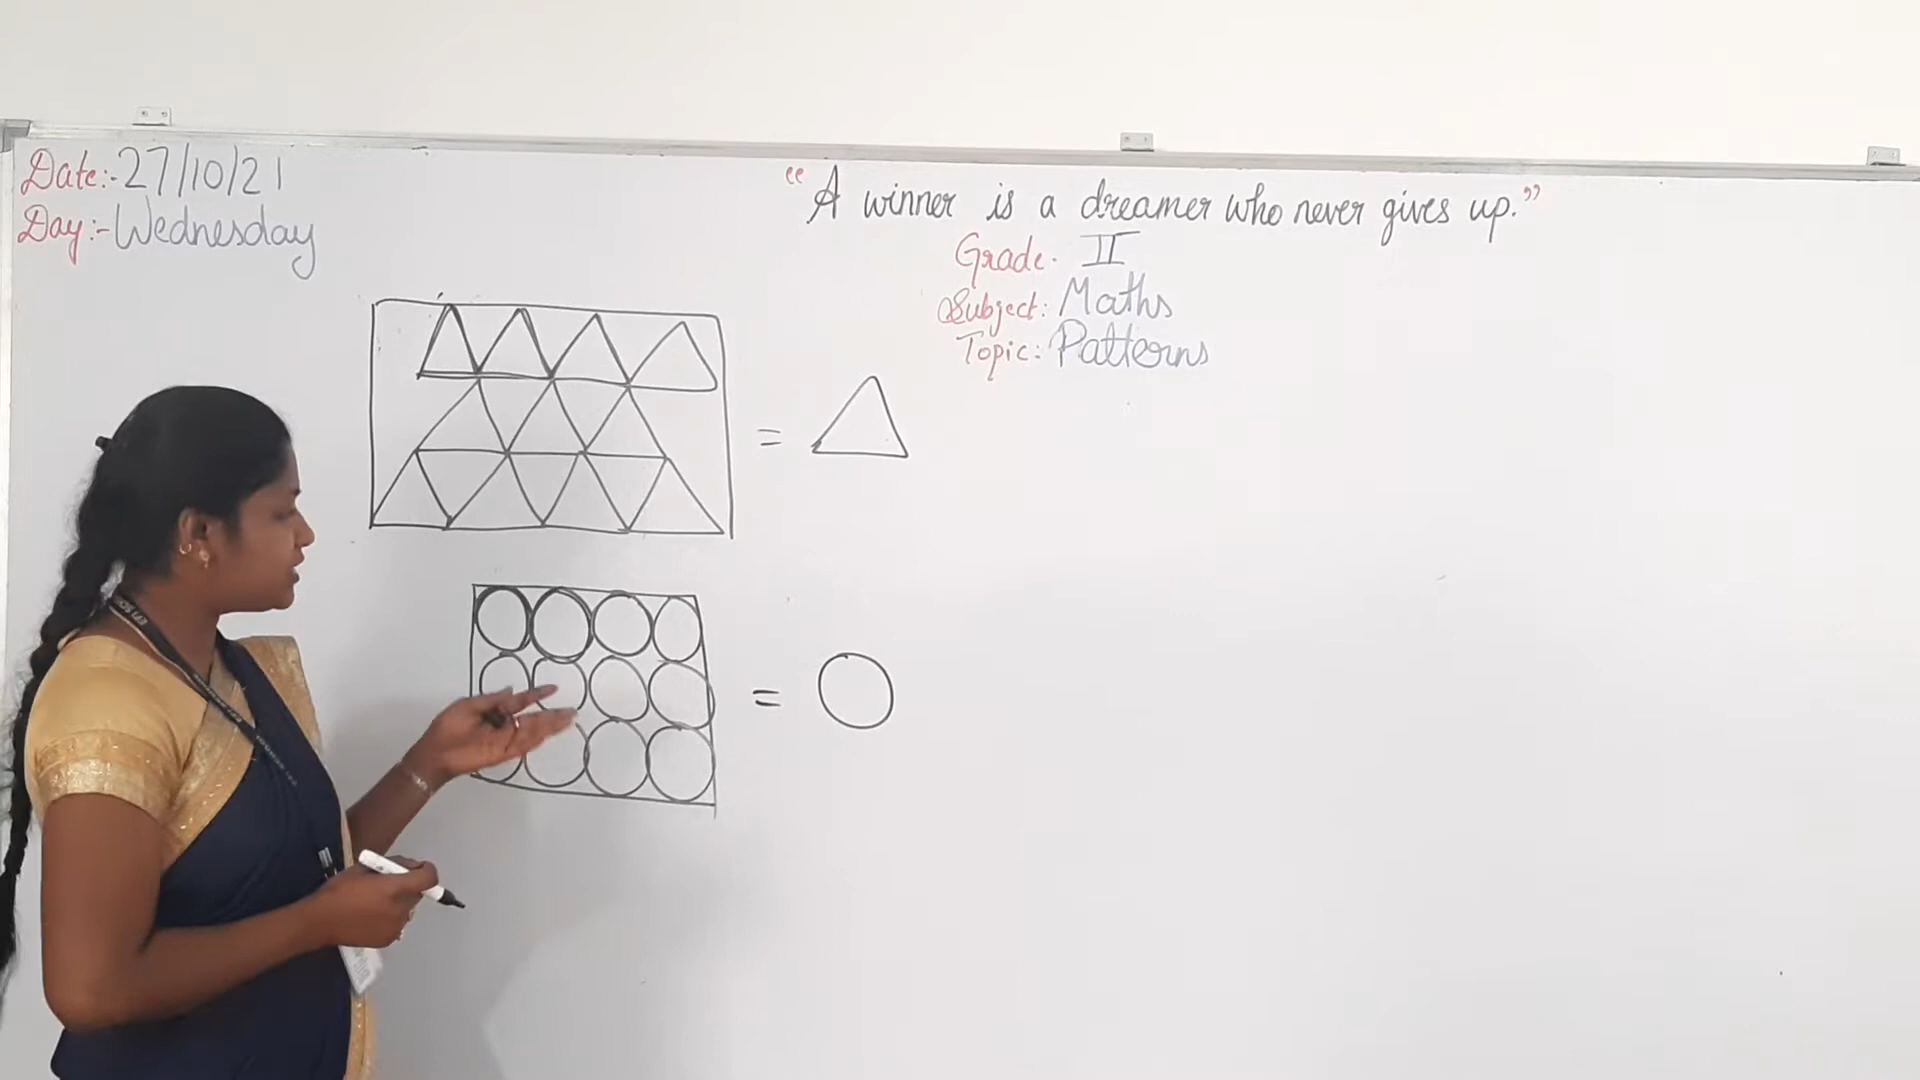 Date:- 27/10/21
Day:- Wednesday
"A winner is a dreamer who never gives up."
Grade. II
Subject: Maths
Topic: Patterns
=
=